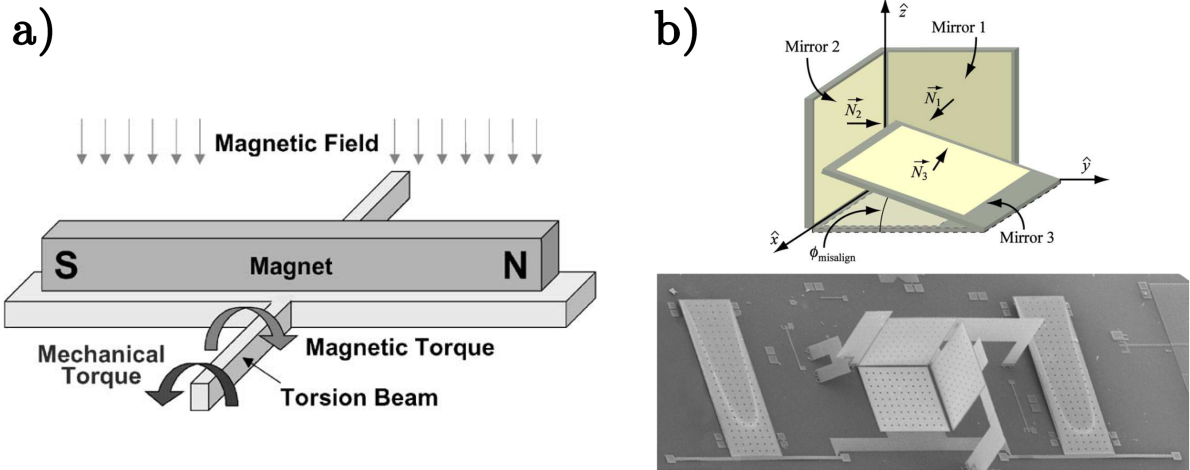 a)
Magnetic Field
S
Magnet
N
Mechanical
Torque
Magnetic Torque
Torsion Beam
b)
ẑ
Mirror 1
Mirror 2
N⃗₁
N⃗₂
N⃗₃
ŷ
x̂
ϕmisalign
Mirror 3